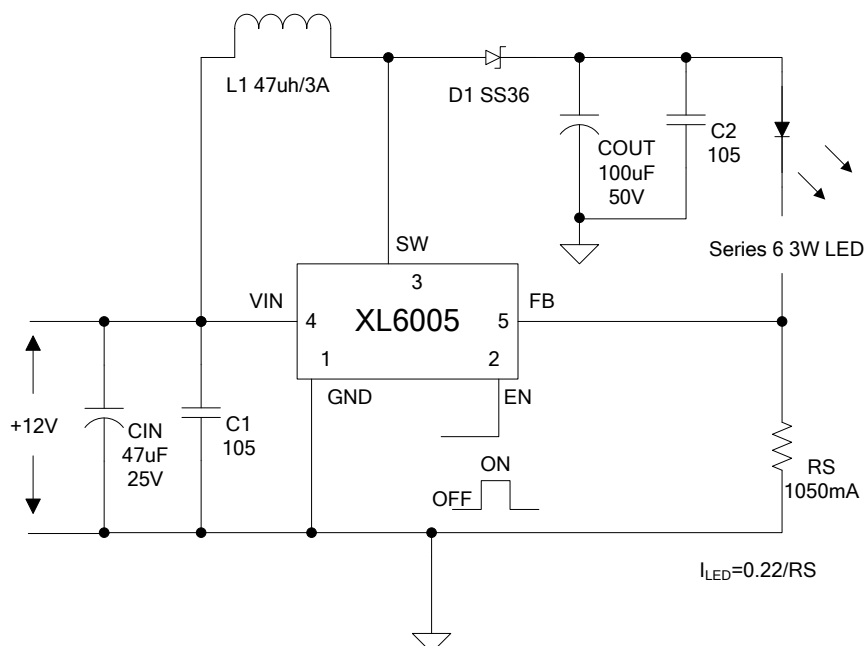 L1 47uh/3A
D1 SS36
COUT
100uF
50V
C2
105
Series 6 3W LED
SW
3
VIN
4
XL6005
5
FB
1
2
GND
EN
+12V
CIN
47uF
25V
C1
105
ON
OFF
RS
1050mA
ILED=0.22/RS